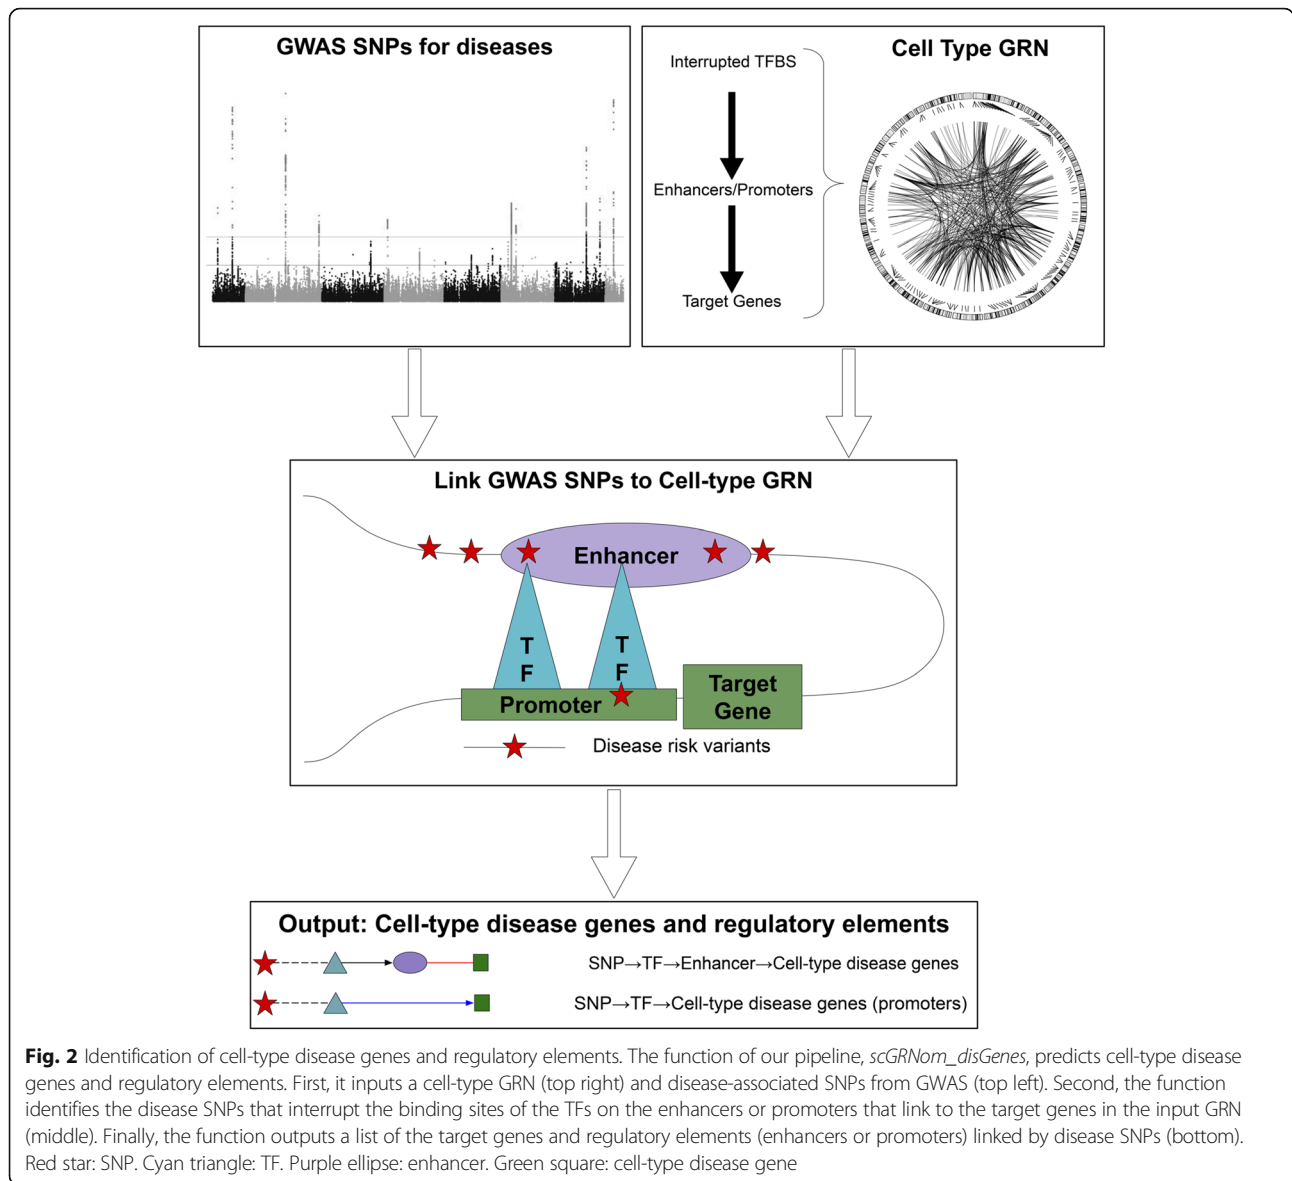 GWAS SNPs for diseases
Cell Type GRN
Interrupted TFBS
Enhancers/Promoters
Target Genes
Link GWAS SNPs to Cell-type GRN
Enhancer
T
F
T
F
Promoter
Target
Gene
Disease risk variants
Output: Cell-type disease genes and regulatory elements
SNP→TF→Enhancer→Cell-type disease genes
SNP→TF→Cell-type disease genes (promoters)
Fig. 2 Identification of cell-type disease genes and regulatory elements. The function of our pipeline, scGRNom_disGenes, predicts cell-type disease
genes and regulatory elements. First, it inputs a cell-type GRN (top right) and disease-associated SNPs from GWAS (top left). Second, the function
identifies the disease SNPs that interrupt the binding sites of the TFs on the enhancers or promoters that link to the target genes in the input GRN
(middle). Finally, the function outputs a list of the target genes and regulatory elements (enhancers or promoters) linked by disease SNPs (bottom).
Red star: SNP. Cyan triangle: TF. Purple ellipse: enhancer. Green square: cell-type disease gene